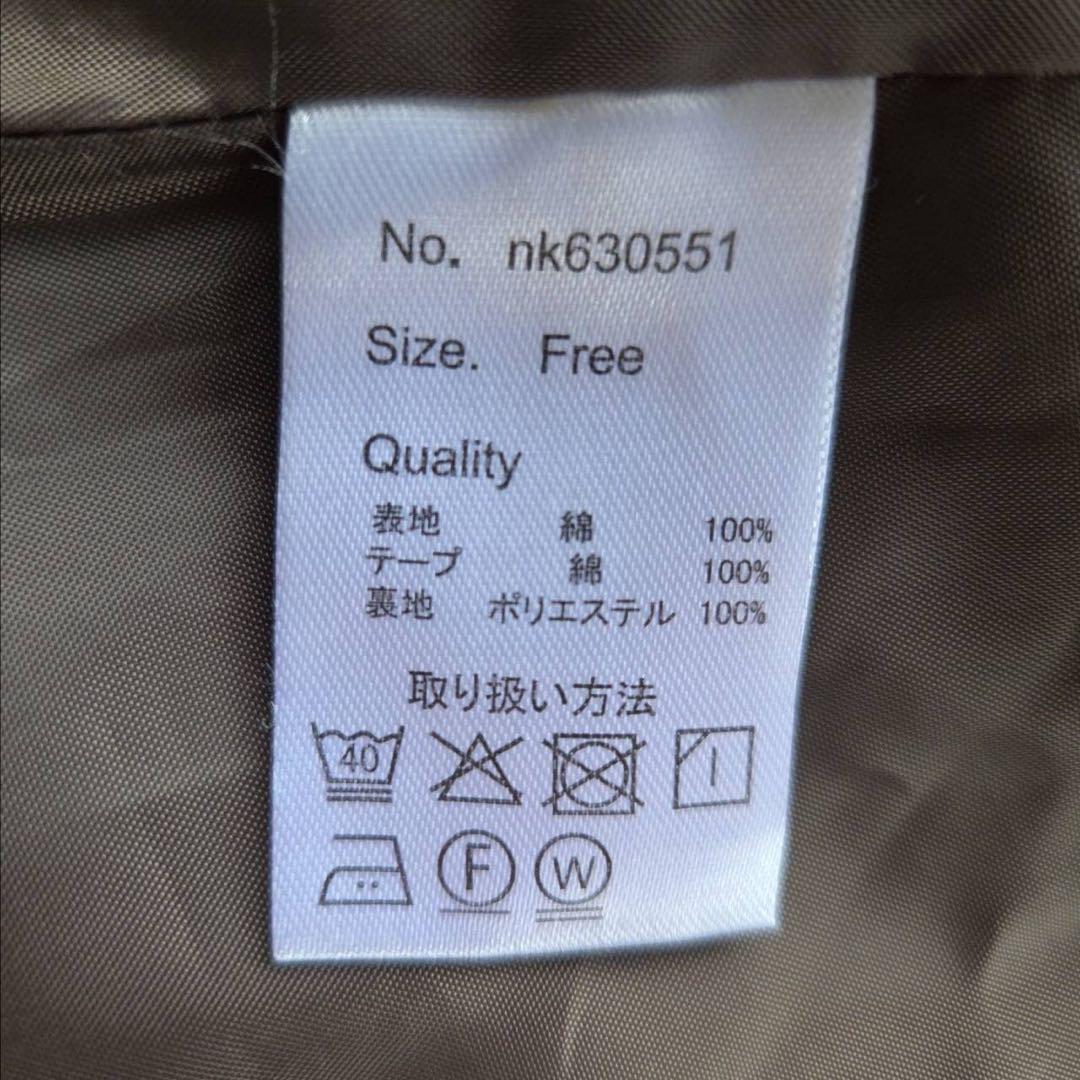 No. nk630551
Size. Free
Quality
表地 綿 100%
テープ 綿 100%
裏地 ポリエステル 100%
取り扱い方法
40
F W